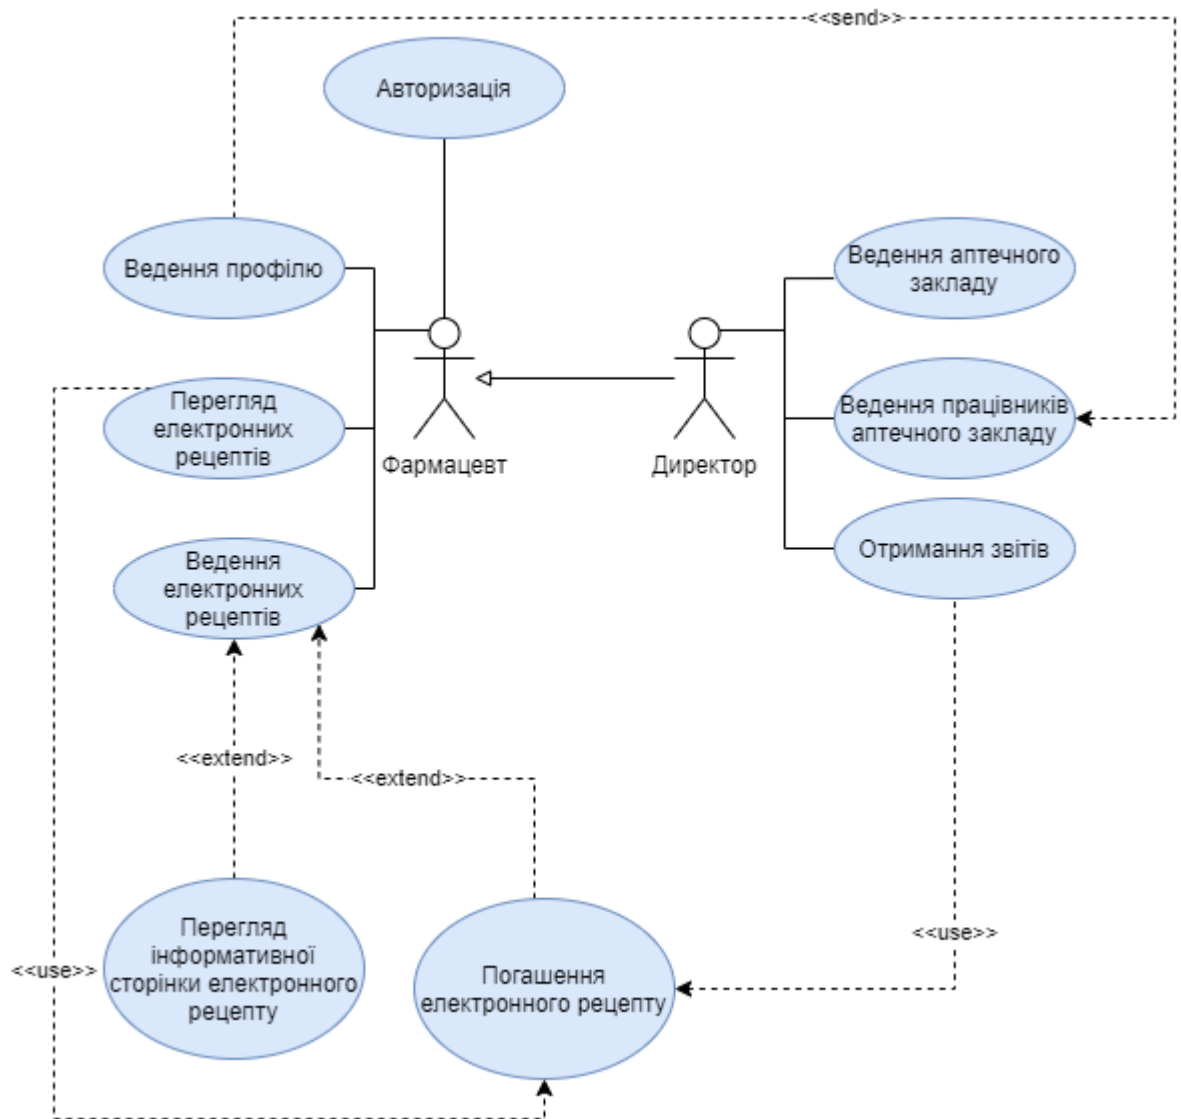 <<send>>
Авторизація
Ведення профілю
Ведення аптечного
закладу
Перегляд
електронних
рецептів
Фармацевт
Директор
Ведення працівників
аптечного закладу
Ведення
електронних
рецептів
Отримання звітів
<<extend>>
<<extend>>
Перегляд
інформативної
сторінки електронного
рецепту
<<use>>
Погашення
електронного рецепту
<<use>>